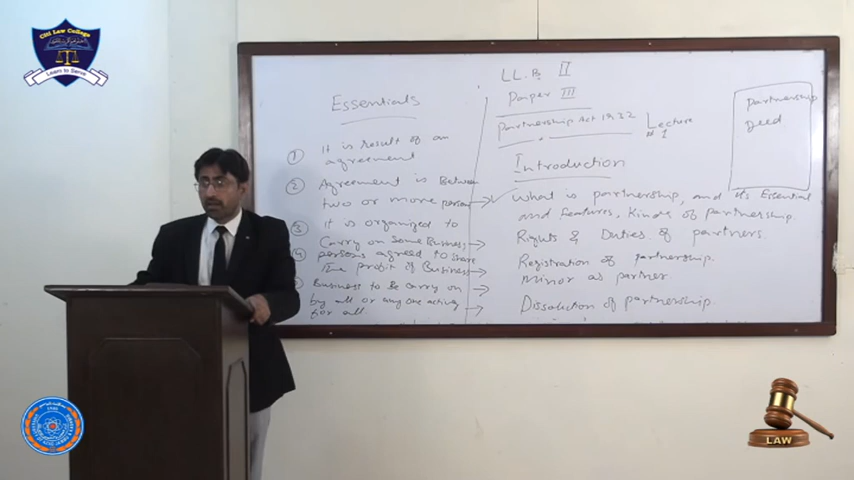 Citi Law College
Learn to Serve
Essentials
1 It is result of an
agreement
2 Agreement is Between
two or more person
3 It is organized to
Carry on Some Business
4 persons agreed to share
the profit of Business
Business to be carry on
by all or any one acting
for all
LL.B II
Paper III
Partnership Act 1932
Lecture
# 1
Introduction
What is partnership, and its Essential
and features, Kinds of partnership.
Rights & Duties of partners.
Registration of partnership.
Minor as partner.
Dissolution of partnership.
partnership
Deed
LAW